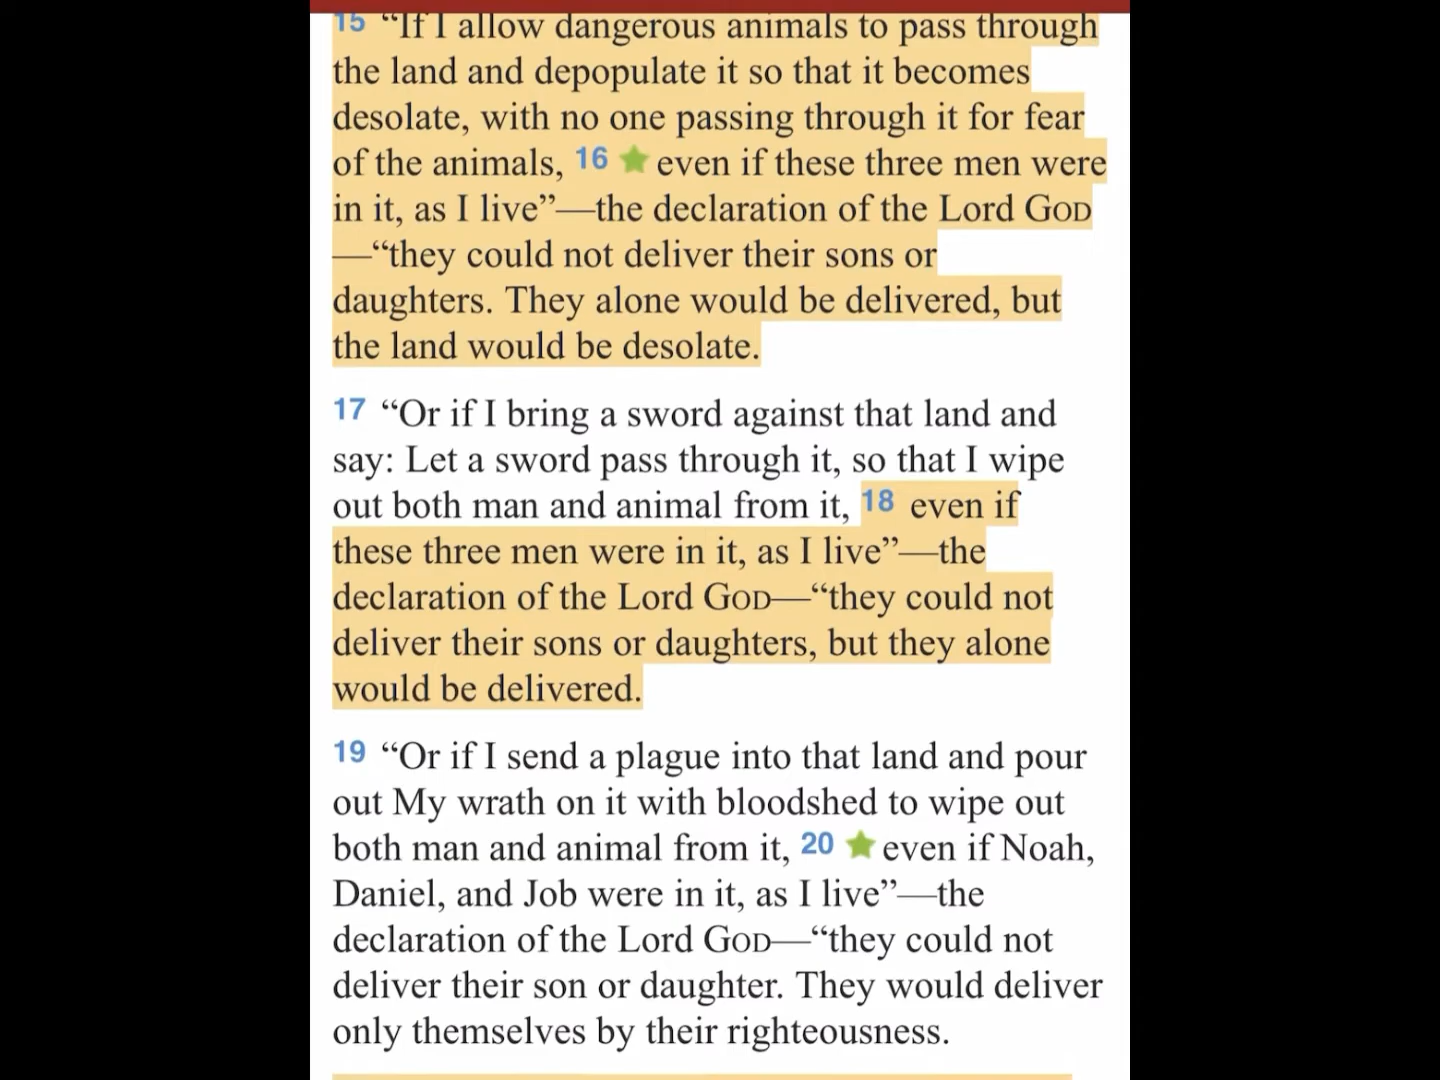 15 “If I allow dangerous animals to pass through
the land and depopulate it so that it becomes
desolate, with no one passing through it for fear
of the animals, 16 even if these three men were
in it, as I live”—the declaration of the Lord GOD
—“they could not deliver their sons or
daughters. They alone would be delivered, but
the land would be desolate.
17 “Or if I bring a sword against that land and
say: Let a sword pass through it, so that I wipe
out both man and animal from it, 18 even if
these three men were in it, as I live”—the
declaration of the Lord GOD—“they could not
deliver their sons or daughters, but they alone
would be delivered.
19 “Or if I send a plague into that land and pour
out My wrath on it with bloodshed to wipe out
both man and animal from it, 20 even if Noah,
Daniel, and Job were in it, as I live”—the
declaration of the Lord GOD—“they could not
deliver their son or daughter. They would deliver
only themselves by their righteousness.